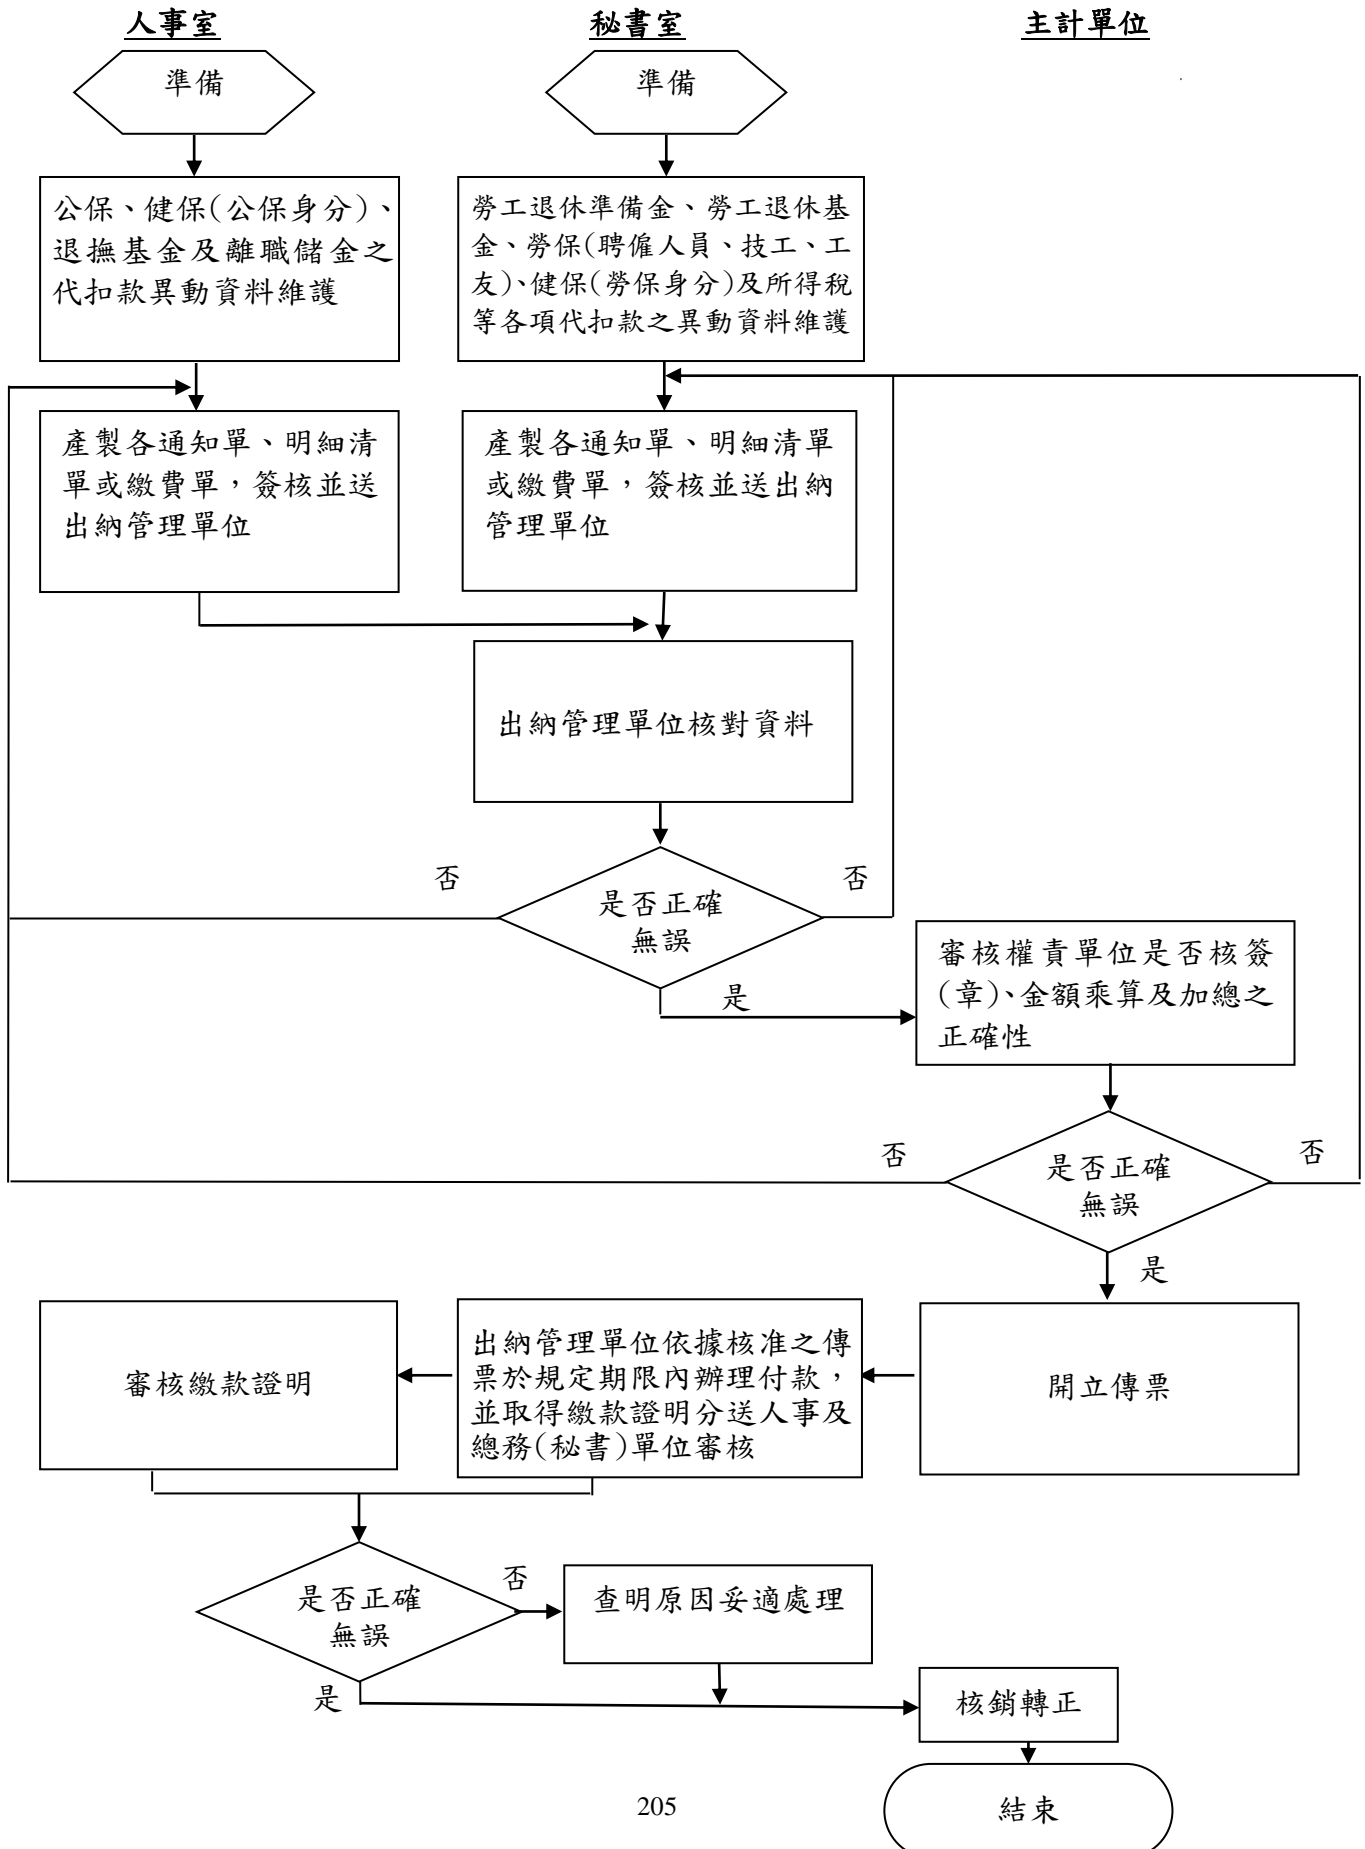 人事室
秘書室
主計單位
準備
準備
公保、健保(公保身分)、
退撫基金及離職儲金之
代扣款異動資料維護
勞工退休準備金、勞工退休基
金、勞保(聘僱人員、技工、工
友)、健保(勞保身分)及所得稅
等各項代扣款之異動資料維護
產製各通知單、明細清
單或繳費單，簽核並送
出納管理單位
產製各通知單、明細清單
或繳費單，簽核並送出納
管理單位
出納管理單位核對資料
否
是否正確
無誤
否
是
審核權責單位是否核簽
(章)、金額乘算及加總之
正確性
否
是否正確
無誤
否
是
審核繳款證明
出納管理單位依據核准之傳
票於規定期限內辦理付款，
並取得繳款證明分送人事及
總務(秘書)單位審核
開立傳票
是否正確
無誤
否
查明原因妥適處理
是
核銷轉正
205
結束